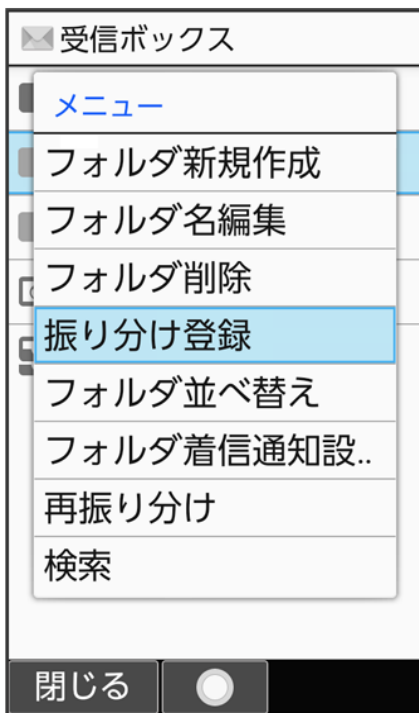 受信ボックス
メニュー
フォルダ新規作成
フォルダ名編集
フォルダ削除
振り分け登録
フォルダ並べ替え
フォルダ着信通知設..
再振り分け
検索
閉じる